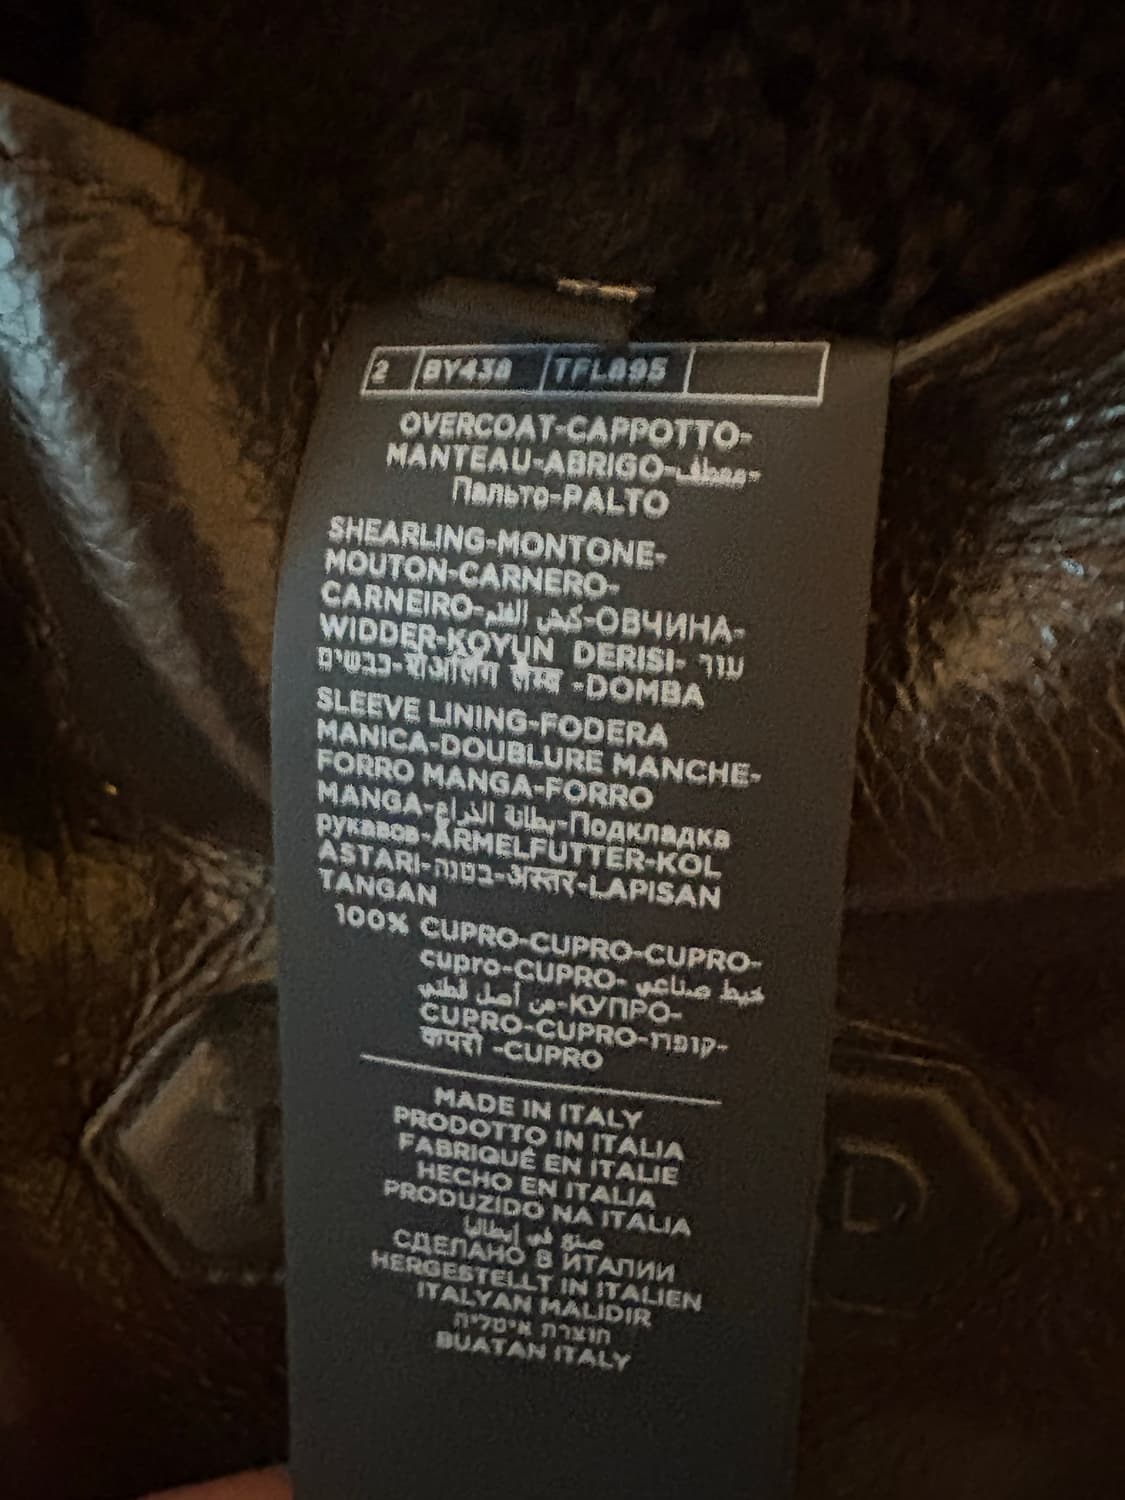 2 BY438 TFL895
OVERCOAT-CAPPOTTO-
MANTEAU-ABRIGO-معطف-
Пальто-PALTO
SHEARLING-MONTONE-
MOUTON-CARNERO-
CARNEIRO-كبش الفند-ОВЧИНА-
WIDDER-KOYUN DERISI- עור
כבשים- -DOMBA
SLEEVE LINING-FODERA
MANICA-DOUBLURE MANCHE-
FORRO MANGA-FORRO
MANGA-بطانة الذراع-Подкладка
рукавов-ÄRMELFUTTER-KOL
ASTARI-בטנה-अस्तर-LAPISAN
TANGAN
100% CUPRO-CUPRO-CUPRO-
cupro-CUPRO- خيط صناعي
من أصل قطني-КУПРО-
CUPRO-CUPRO-קופרה-
कपरो -CUPRO
MADE IN ITALY
PRODOTTO IN ITALIA
FABRIQUÉ EN ITALIE
HECHO EN ITALIA
PRODUZIDO NA ITALIA
صنع في إيطاليا
СДЕЛАНО В ИТАЛИИ
HERGESTELLT IN ITALIEN
ITALYAN MALIDIR
תוצרת איטליה
BUATAN ITALY
D